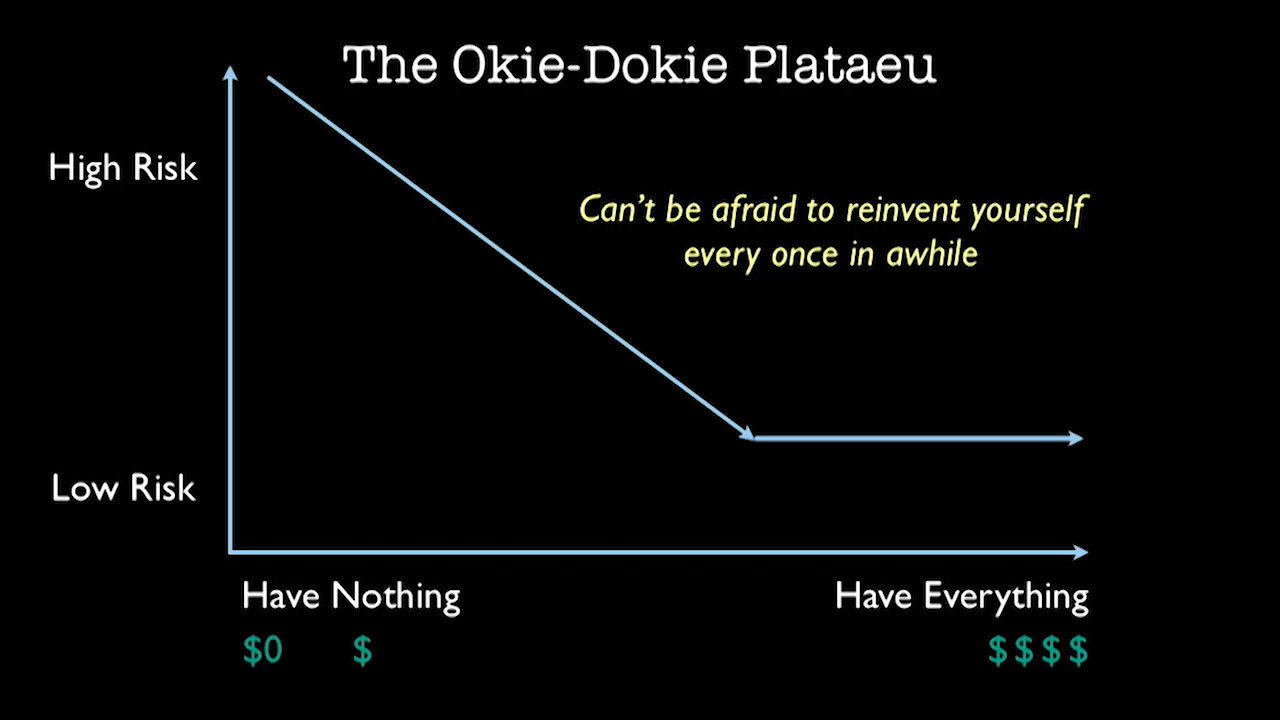 The Okie-Dokie Plataeu
High Risk
Can't be afraid to reinvent yourself
every once in awhile
Low Risk
Have Nothing
Have Everything
$0 $
$ $ $ $